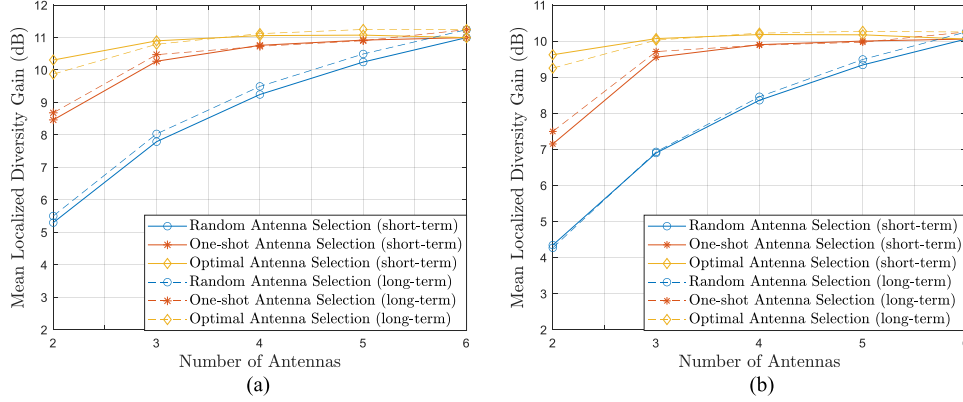 12
11
10
9
8
7
6
5
4
3
2
Mean Localized Diversity Gain (dB)
Random Antenna Selection (short-term)
One-shot Antenna Selection (short-term)
Optimal Antenna Selection (short-term)
Random Antenna Selection (long-term)
One-shot Antenna Selection (long-term)
Optimal Antenna Selection (long-term)
2 3 4 5 6
Number of Antennas
(a)
11
10
9
8
7
6
5
4
3
2
Mean Localized Diversity Gain (dB)
Random Antenna Selection (short-term)
One-shot Antenna Selection (short-term)
Optimal Antenna Selection (short-term)
Random Antenna Selection (long-term)
One-shot Antenna Selection (long-term)
Optimal Antenna Selection (long-term)
2 3 4 5
Number of Antennas
(b)